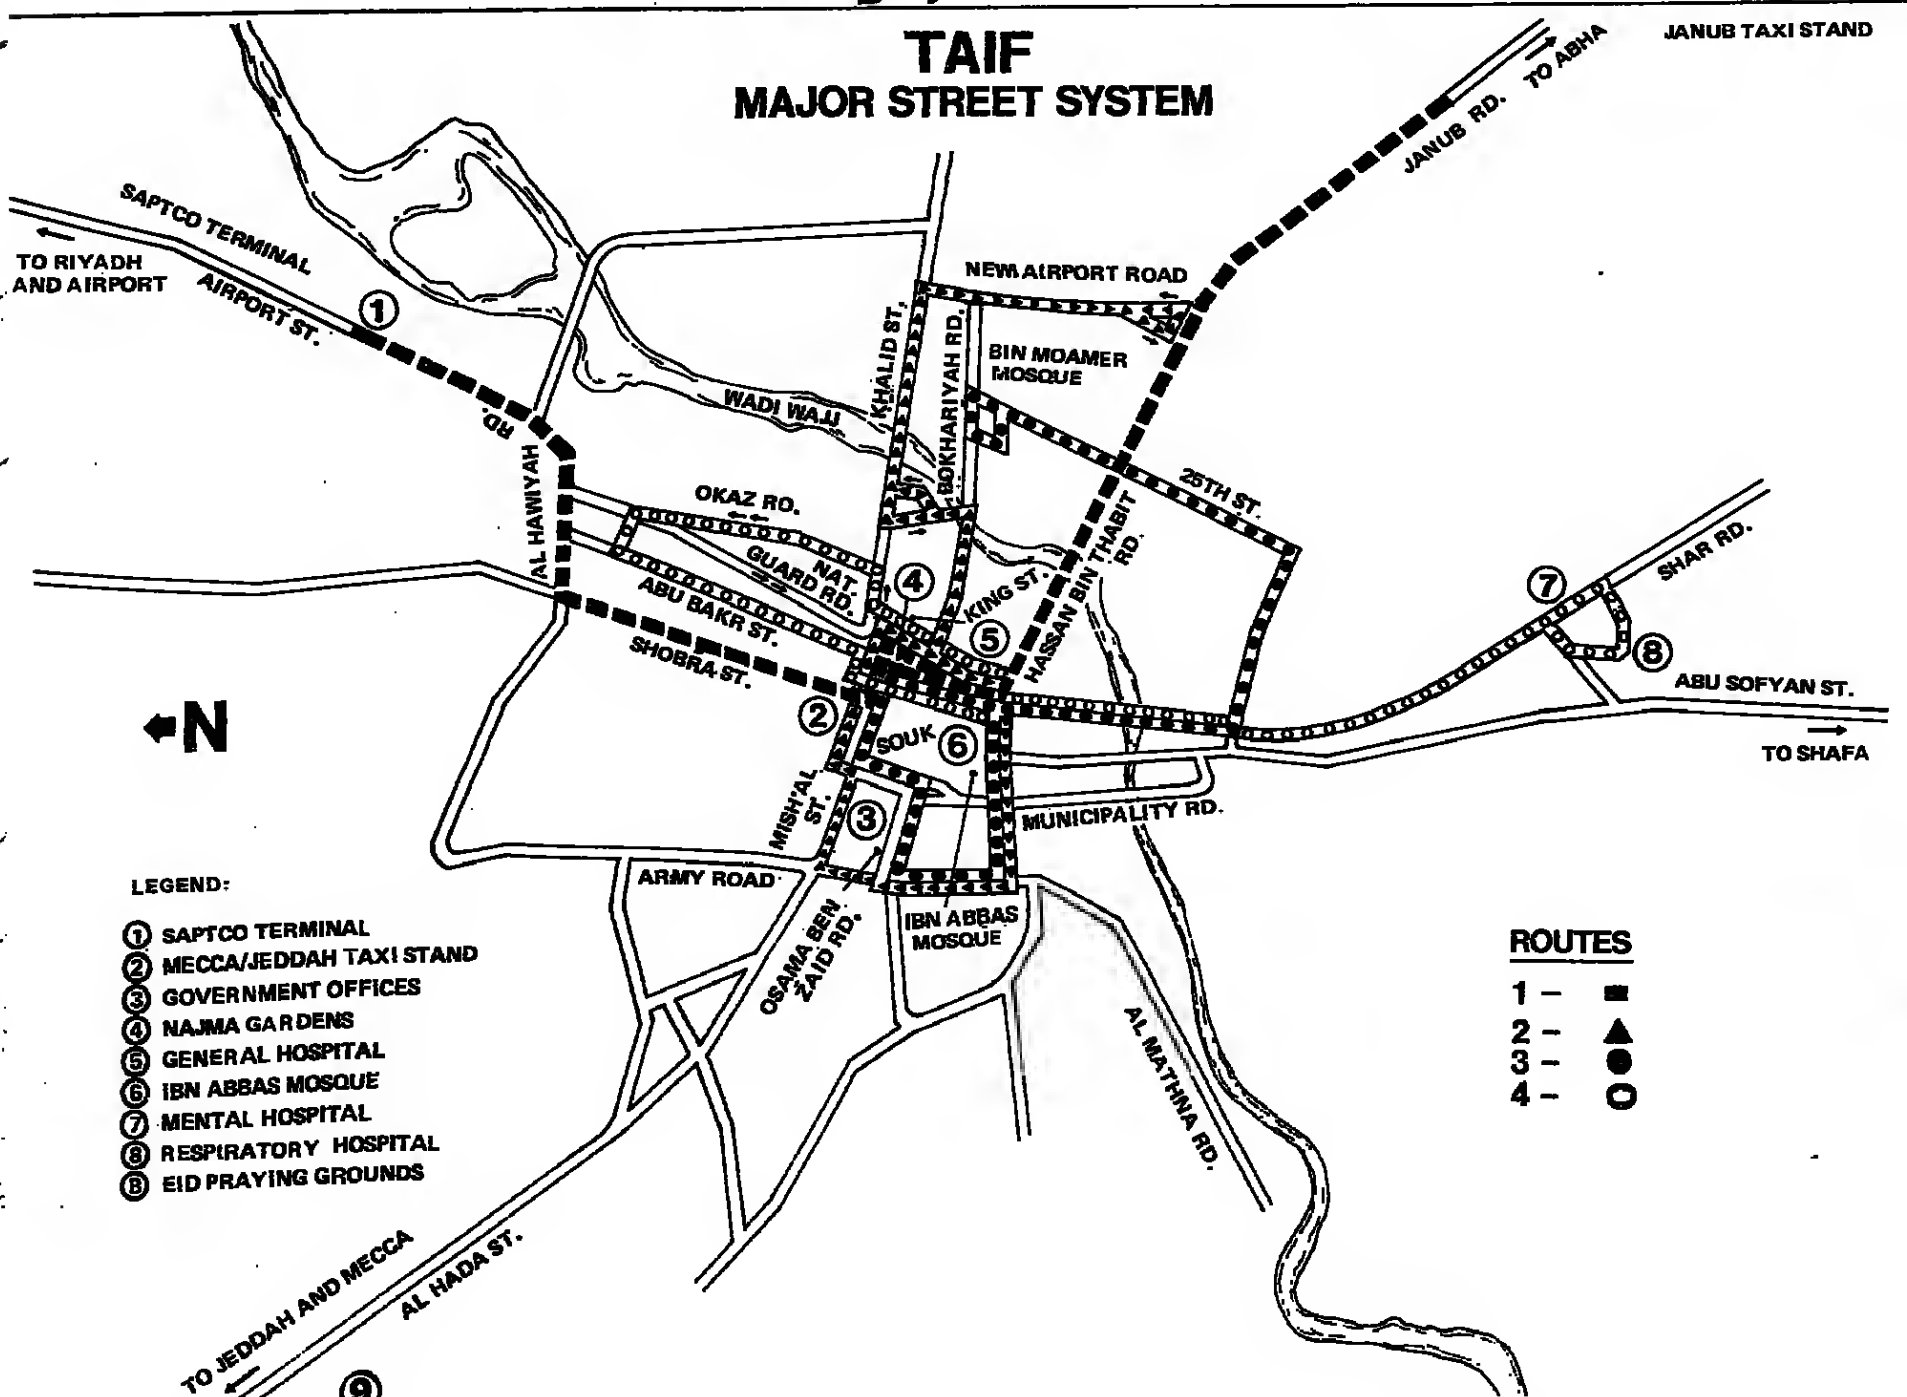 TAIF
MAJOR STREET SYSTEM
JANUB TAXI STAND
TO ABHA
JANUB RD.
SAPTCO TERMINAL
TO RIYADH
AND AIRPORT
AIRPORT ST.
1
RD.
AL HAWIYAH
NEW AIRPORT ROAD
KHALID ST.
BOKHARIYAH RD.
BIN MOAMER
MOSQUE
WADI WAJJ
25TH ST.
OKAZ RD.
NAT.
GUARD RD.
ABU BAKR ST.
SHOBRA ST.
4
KING ST.
5
HASSAN BIN THABIT
RD.
7
SHAR RD.
8
ABU SOFYAN ST.
TO SHAFA
N
2
SOUK
6
MISH'AL
ST.
3
MUNICIPALITY RD.
ARMY ROAD
OSAMA BEN
ZAID RD.
IBN ABBAS
MOSQUE
AL MATHNA RD.
LEGEND:
1 SAPTCO TERMINAL
2 MECCA/JEDDAH TAXI STAND
3 GOVERNMENT OFFICES
4 NAJMA GARDENS
5 GENERAL HOSPITAL
6 IBN ABBAS MOSQUE
7 MENTAL HOSPITAL
8 RESPIRATORY HOSPITAL
8 EID PRAYING GROUNDS
ROUTES
1 -
2 -
3 -
4 -
TO JEDDAH AND MECCA
AL HADA ST.
9